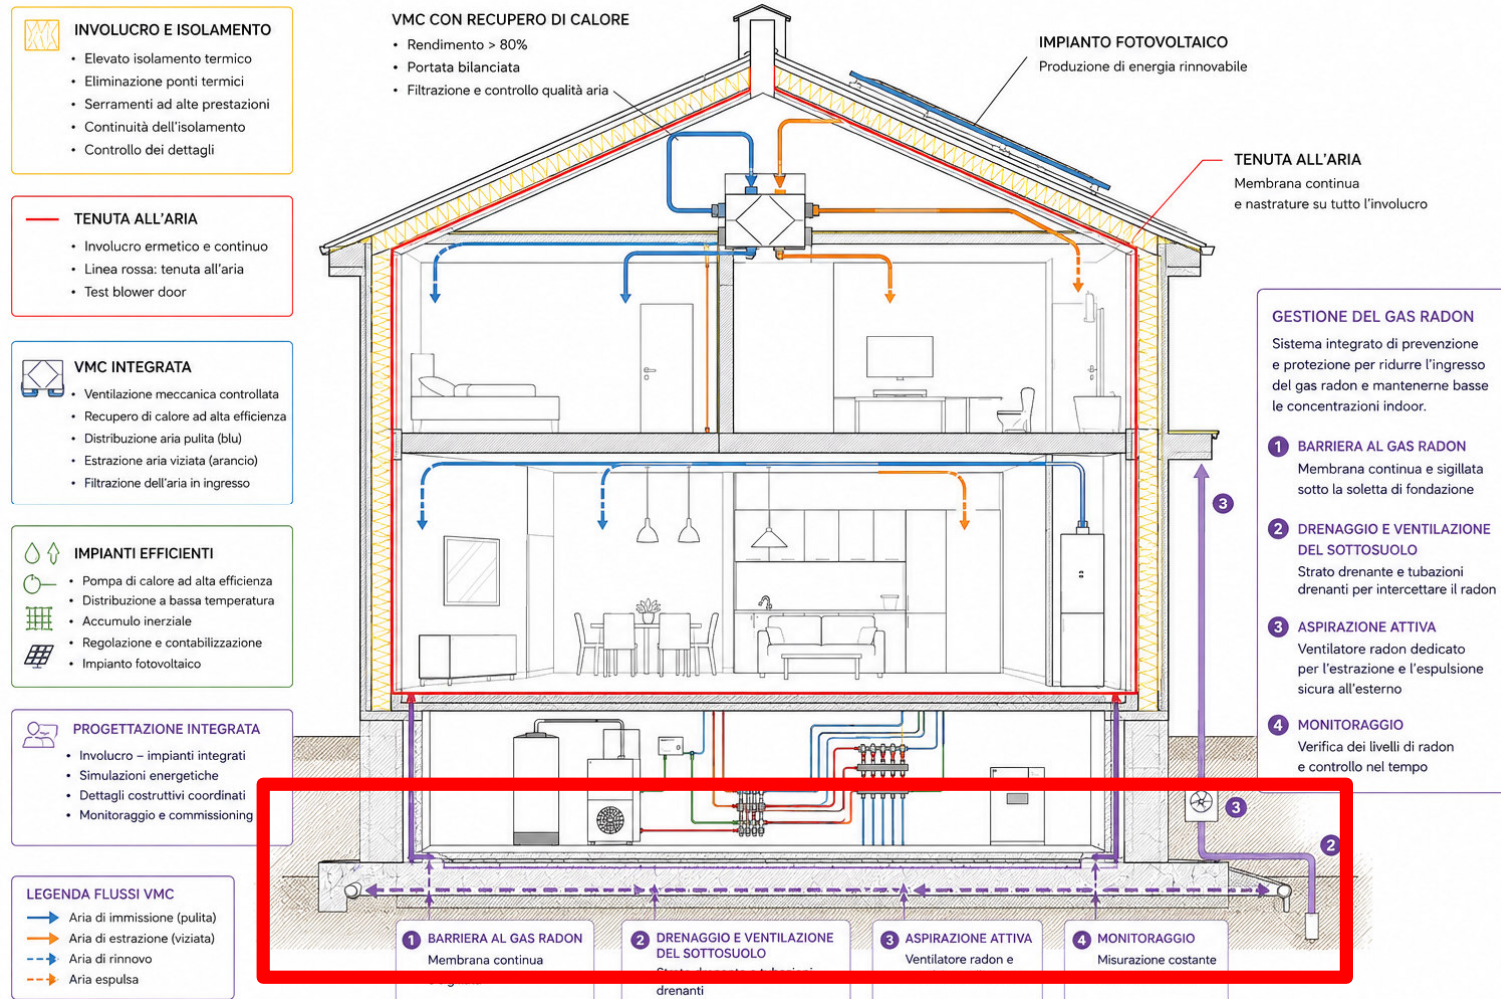 INVOLUCRO E ISOLAMENTO
• Elevato isolamento termico
• Eliminazione ponti termici
• Serramenti ad alte prestazioni
• Continuità dell'isolamento
• Controllo dei dettagli
TENUTA ALL'ARIA
• Involucro ermetico e continuo
• Linea rossa: tenuta all'aria
• Test blower door
VMC INTEGRATA
• Ventilazione meccanica controllata
• Recupero di calore ad alta efficienza
• Distribuzione aria pulita (blu)
• Estrazione aria viziata (arancio)
• Filtrazione dell'aria in ingresso
IMPIANTI EFFICIENTI
• Pompa di calore ad alta efficienza
• Distribuzione a bassa temperatura
• Accumulo inerziale
• Regolazione e contabilizzazione
• Impianto fotovoltaico
PROGETTAZIONE INTEGRATA
• Involucro – impianti integrati
• Simulazioni energetiche
• Dettagli costruttivi coordinati
• Monitoraggio e commissioning
LEGENDA FLUSSI VMC
Aria di immissione (pulita)
Aria di estrazione (viziata)
Aria di rinnovo
Aria espulsa
VMC CON RECUPERO DI CALORE
• Rendimento > 80%
• Portata bilanciata
• Filtrazione e controllo qualità aria
IMPIANTO FOTOVOLTAICO
Produzione di energia rinnovabile
TENUTA ALL'ARIA
Membrana continua
e nastrature su tutto l'involucro
GESTIONE DEL GAS RADON
Sistema integrato di prevenzione
e protezione per ridurre l'ingresso
del gas radon e mantenerne basse
le concentrazioni indoor.
1 BARRIERA AL GAS RADON
Membrana continua e sigillata
sotto la soletta di fondazione
2 DRENAGGIO E VENTILAZIONE
DEL SOTTOSUOLO
Strato drenante e tubazioni
drenanti per intercettare il radon
3 ASPIRAZIONE ATTIVA
Ventilatore radon dedicato
per l'estrazione e l'espulsione
sicura all'esterno
4 MONITORAGGIO
Verifica dei livelli di radon
e controllo nel tempo
3
3
2
1 BARRIERA AL GAS RADON
Membrana continua
2 DRENAGGIO E VENTILAZIONE
DEL SOTTOSUOLO
drenanti
3 ASPIRAZIONE ATTIVA
Ventilatore radon e
4 MONITORAGGIO
Misurazione costante